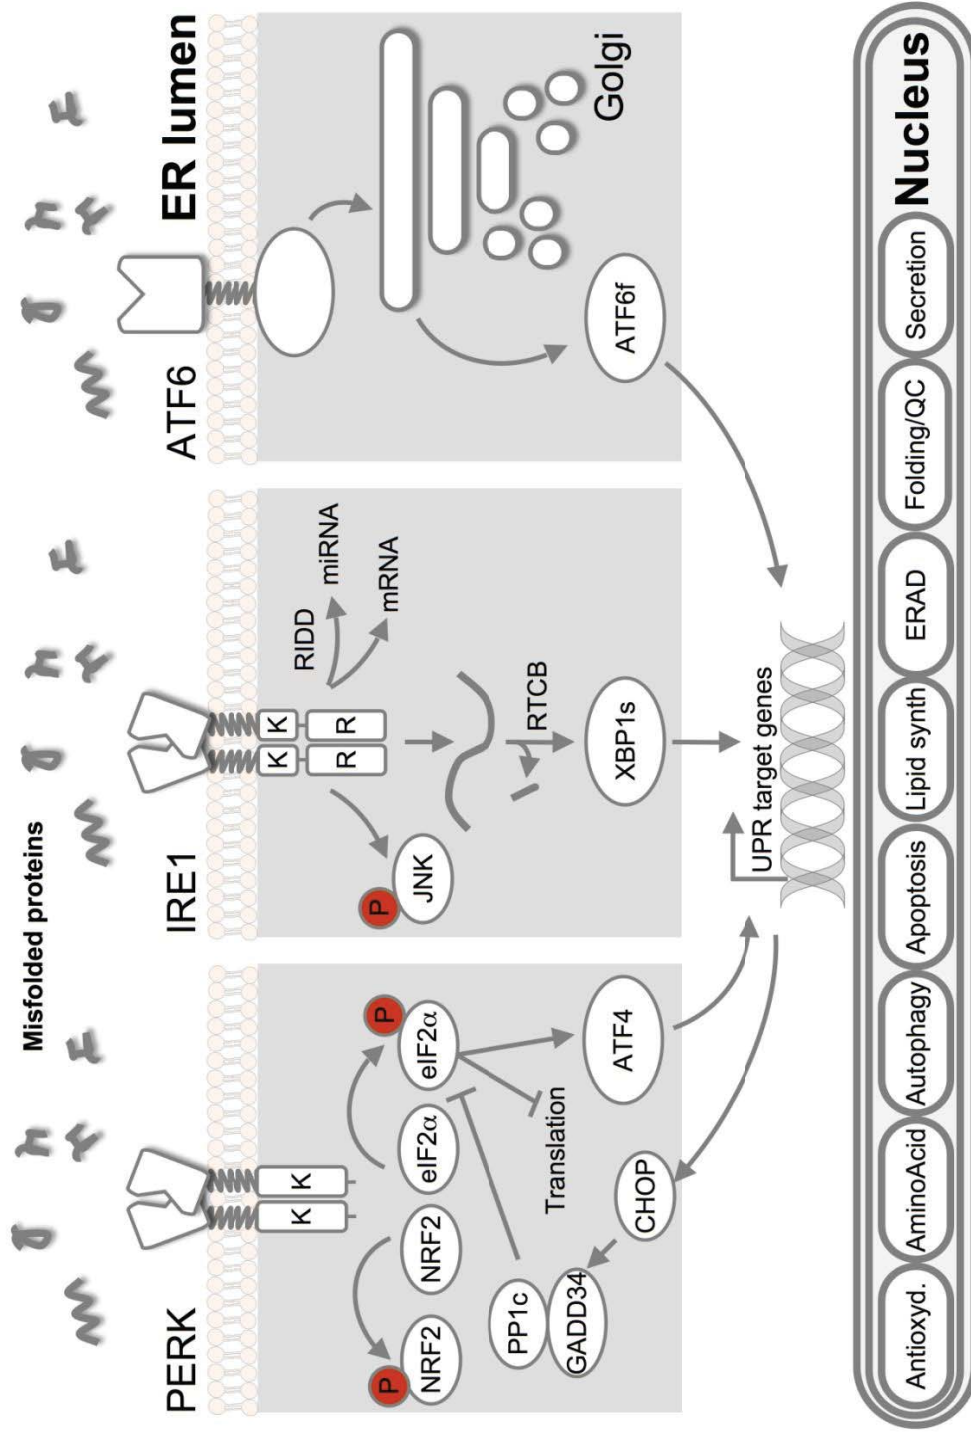 Misfolded proteins
PERK
IRE1
ATF6
ER lumen
K
K
P
NRF2
NRF2
eIF2α
P
eIF2α
PP1c
GADD34
Translation
CHOP
ATF4
K
K
R
R
RIDD
miRNA
mRNA
P
JNK
RTCB
XBP1s
Golgi
ATF6f
UPR target genes
Antioxyd.
AminoAcid
Autophagy
Apoptosis
Lipid synth
ERAD
Folding/QC
Secretion
Nucleus